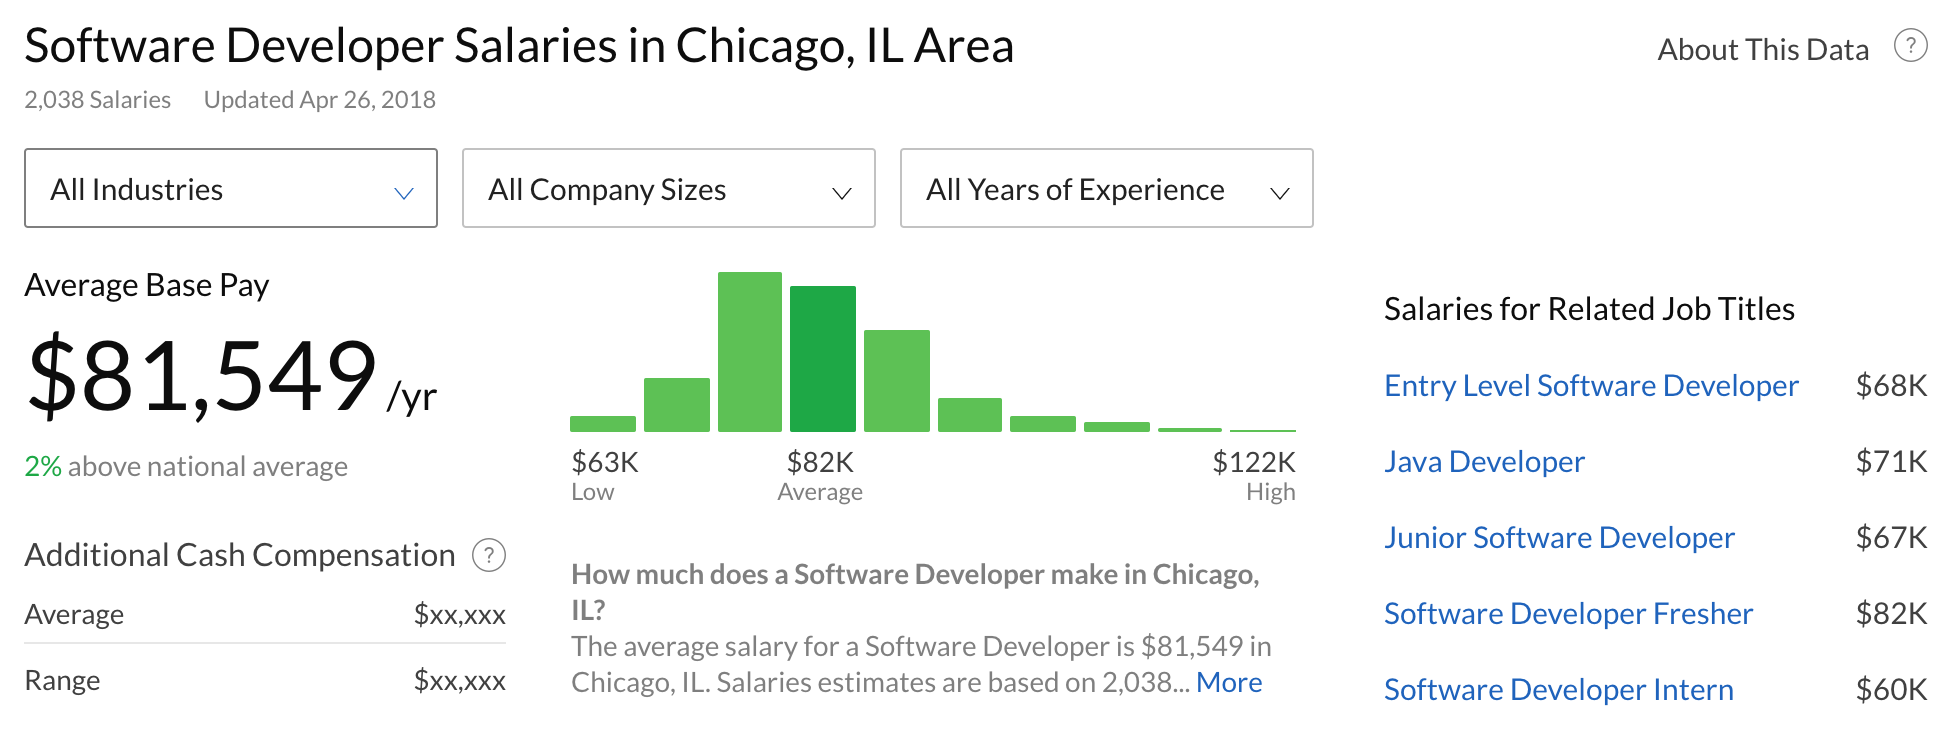 Software Developer Salaries in Chicago, IL Area
About This Data ?
2,038 Salaries Updated Apr 26, 2018
All Industries
All Company Sizes
All Years of Experience
Average Base Pay
$81,549 /yr
2% above national average
Additional Cash Compensation ?
Average $xx,xxx
Range $xx,xxx
$63K $82K $122K
Low Average High
How much does a Software Developer make in Chicago,
IL?
The average salary for a Software Developer is $81,549 in
Chicago, IL. Salaries estimates are based on 2,038... More
Salaries for Related Job Titles
Entry Level Software Developer $68K
Java Developer $71K
Junior Software Developer $67K
Software Developer Fresher $82K
Software Developer Intern $60K